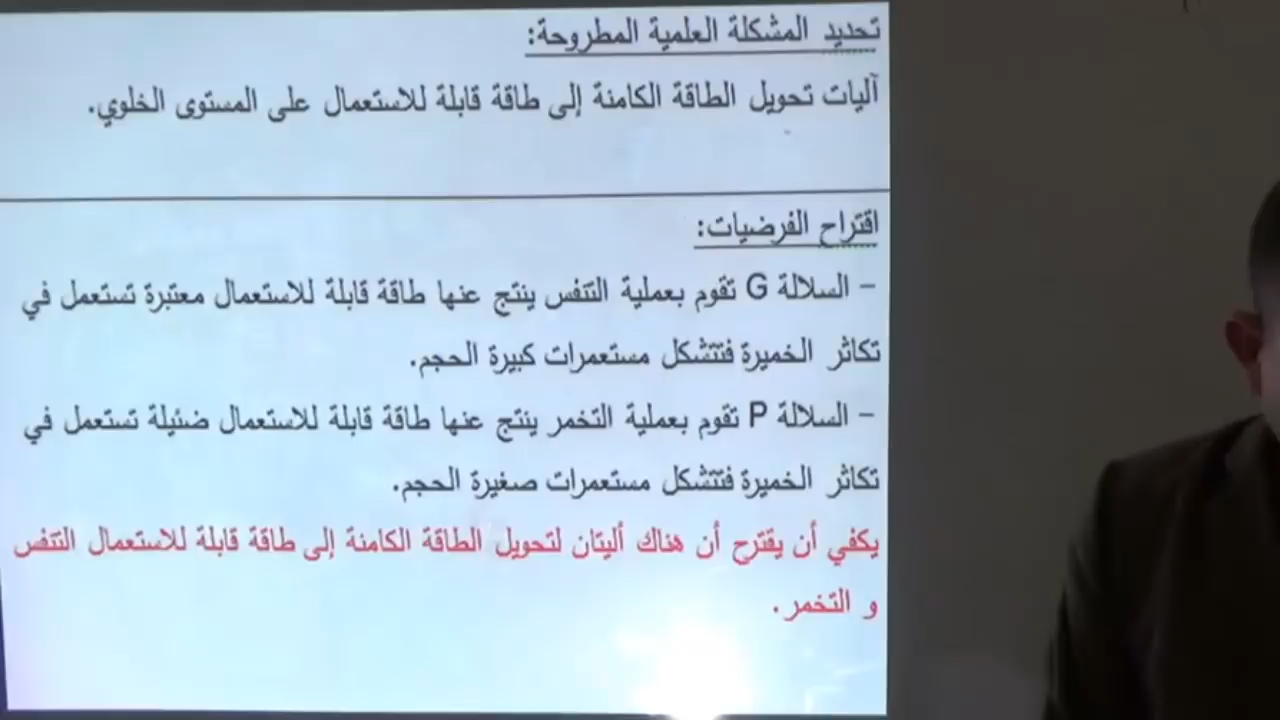 تحديد المشكلة العلمية المطروحة:
آليات تحويل الطاقة الكامنة إلى طاقة قابلة للاستعمال على المستوى الخلوي.
اقتراح الفرضيات:
– السلالة G تقوم بعملية التنفس ينتج عنها طاقة قابلة للاستعمال معتبرة تستعمل في
تكاثر الخميرة فتتشكل مستعمرات كبيرة الحجم.
– السلالة P تقوم بعملية التخمر ينتج عنها طاقة قابلة للاستعمال ضئيلة تستعمل في
تكاثر الخميرة فتتشكل مستعمرات صغيرة الحجم.
يكفي أن يقترح أن هناك أليتان لتحويل الطاقة الكامنة إلى طاقة قابلة للاستعمال التنفس
و التخمر.